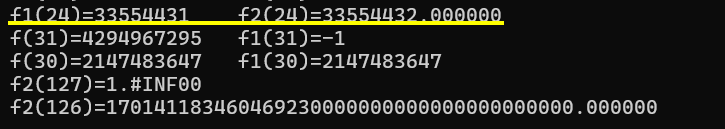 f1(24)=33554431     f2(24)=33554432.000000
f(31)=4294967295   f1(31)=-1
f(30)=2147483647   f1(30)=2147483647
f2(127)=1.#INF00
f2(126)=170141183460469230000000000000000000000.000000